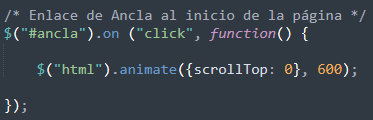 /* Enlace de Ancla al inicio de la página */
$("#ancla").on ("click", function() {
$("html").animate({scrollTop: 0}, 600);
});